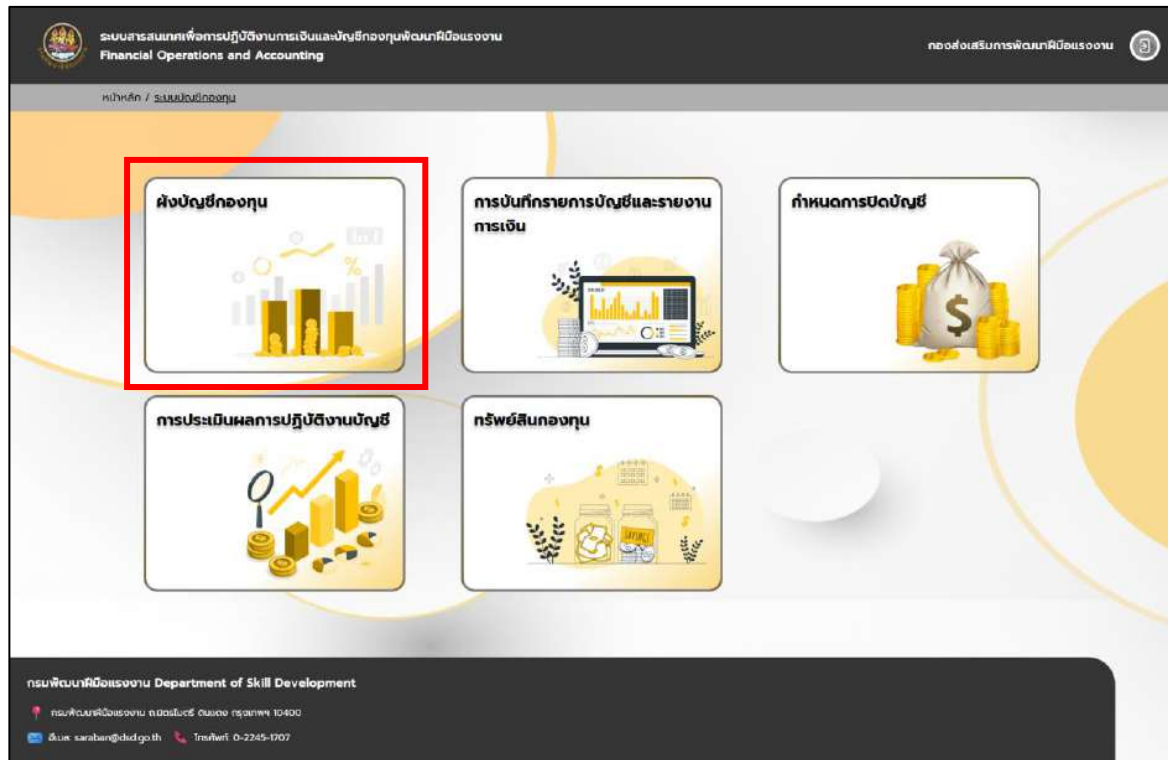 ระบบสารสนเทศเพื่อการปฏิบัติงานการเงินและบัญชีกองทุนพัฒนาฝีมือแรงงาน
Financial Operations and Accounting
กองส่งเสริมการพัฒนาฝีมือแรงงาน
หน้าหลัก / ระบบบัญชีกองทุน
ผังบัญชีกองทุน
การบันทึกรายการบัญชีและรายงาน
การเงิน
กำหนดการปิดบัญชี
%
$
การประเมินผลการปฏิบัติงานบัญชี
ทรัพย์สินกองทุน
SAVINGS
กรมพัฒนาฝีมือแรงงาน Department of Skill Development
กรมพัฒนาฝีมือแรงงาน ถ.มิตรไมตรี ดินแดง กรุงเทพฯ 10400
อีเมล: saraban@dsd.go.th โทรศัพท์: 0-2245-1707